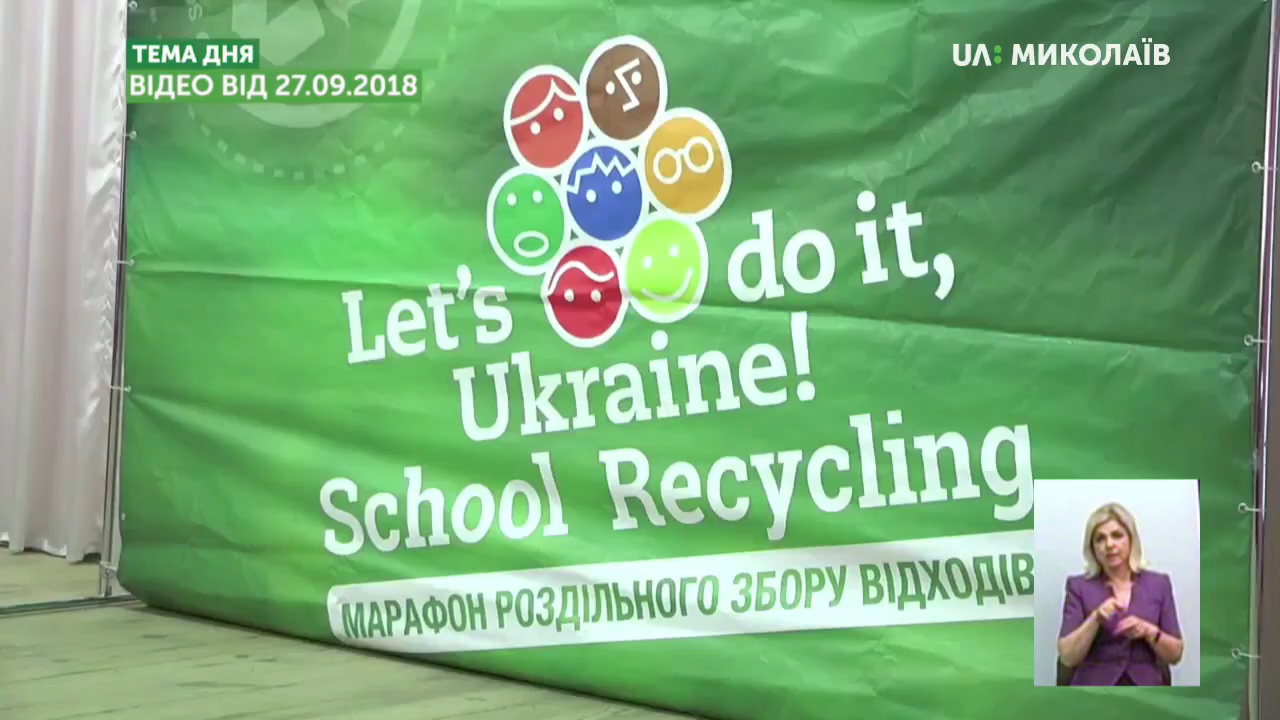 ТЕМА ДНЯ
ВІДЕО ВІД 27.09.2018
UA: МИКОЛАЇВ
Let's do it,
Ukraine!
School Recycling
МАРАФОН РОЗДІЛЬНОГО ЗБОРУ ВІДХОДІВ